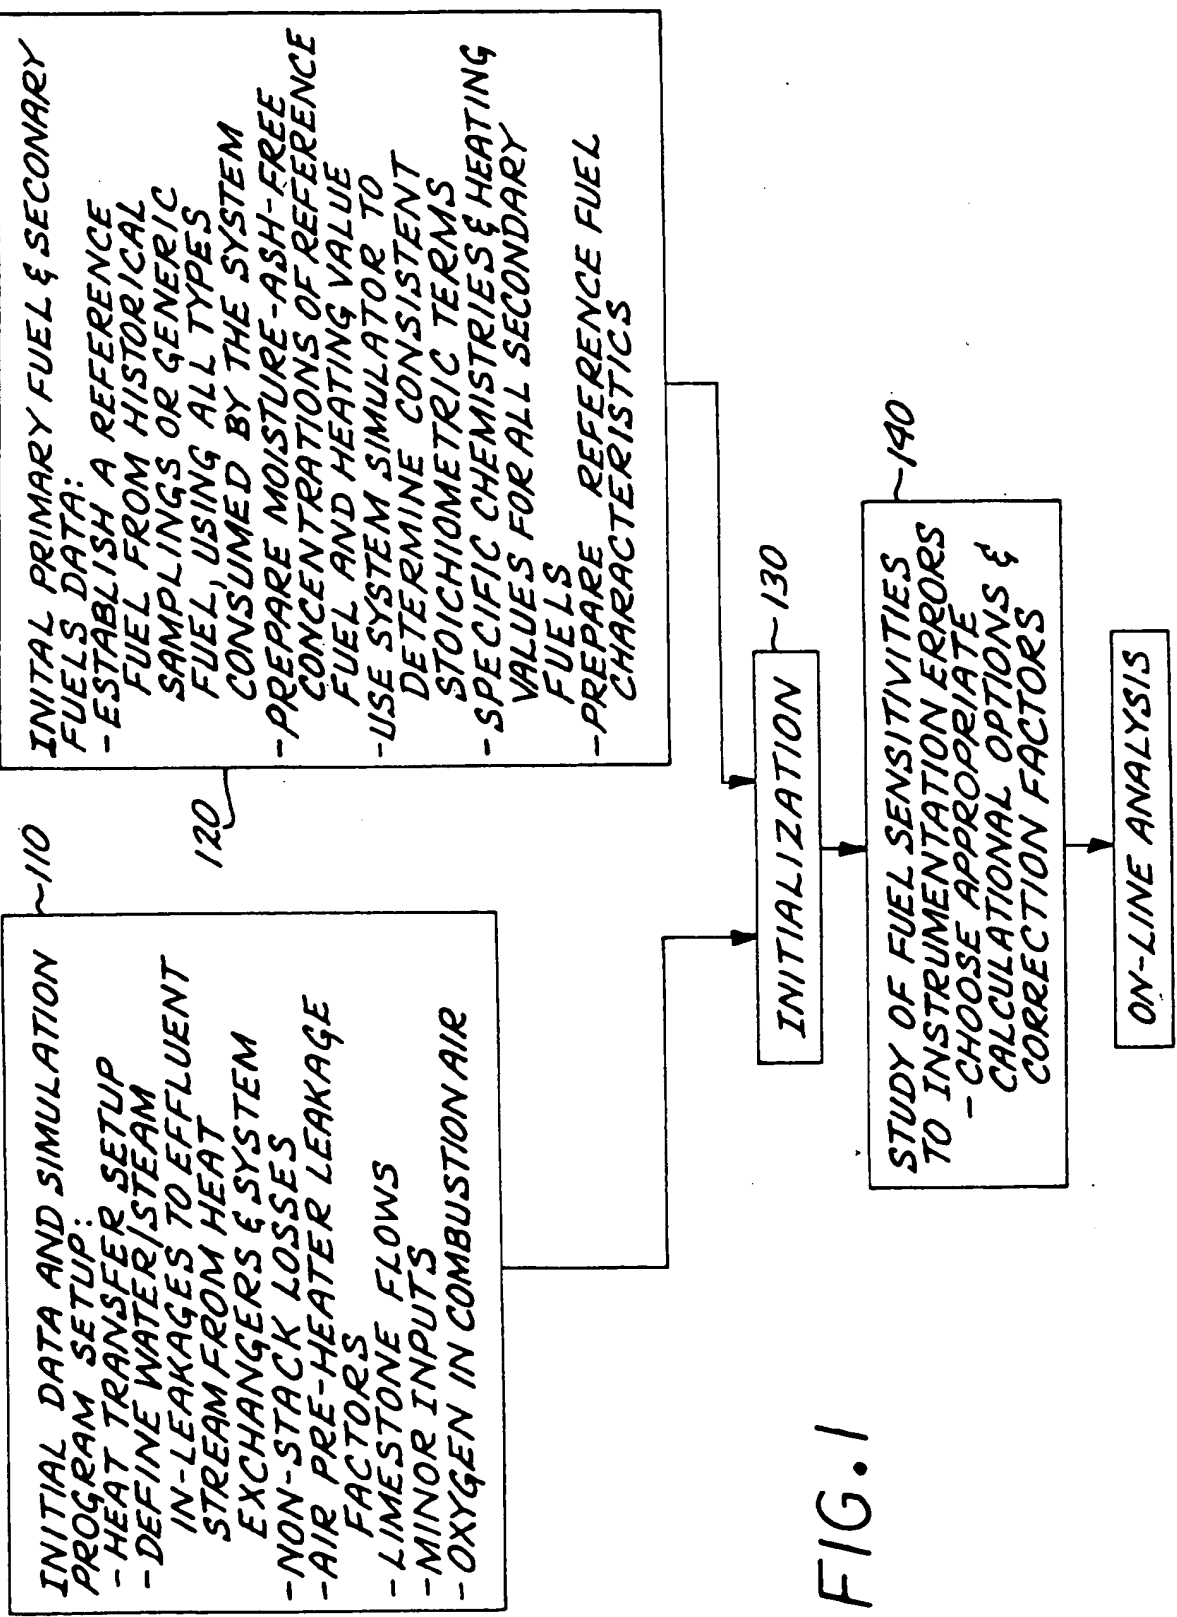 INITIAL DATA AND SIMULATION
PROGRAM SETUP:
- HEAT TRANSFER SETUP
- DEFINE WATER/STEAM
IN-LEAKAGES TO EFFLUENT
STREAM FROM HEAT
EXCHANGERS & SYSTEM
-NON-STACK LOSSES
-AIR PRE-HEATER LEAKAGE
FACTORS
-LIMESTONE FLOWS
-MINOR INPUTS
-OXYGEN IN COMBUSTION AIR
110
INITAL PRIMARY FUEL & SECONARY
FUELS DATA:
-ESTABLISH A REFERENCE
FUEL FROM HISTORICAL
SAMPLINGS OR GENERIC
FUEL, USING ALL TYPES
CONSUMED BY THE SYSTEM
-PREPARE MOISTURE-ASH-FREE
CONCENTRATIONS OF REFERENCE
FUEL AND HEATING VALUE
-USE SYSTEM SIMULATOR TO
DETERMINE CONSISTENT
STOICHIOMETRIC TERMS
-SPECIFIC CHEMISTRIES & HEATING
VALUES FOR ALL SECONDARY
FUELS
-PREPARE REFERENCE FUEL
CHARACTERISTICS
120
INITIALIZATION
130
STUDY OF FUEL SENSITIVITIES
TO INSTRUMENTATION ERRORS
- CHOOSE APPROPRIATE
CALCULATIONAL OPTIONS &
CORRECTION FACTORS
140
ON-LINE ANALYSIS
FIG. 1